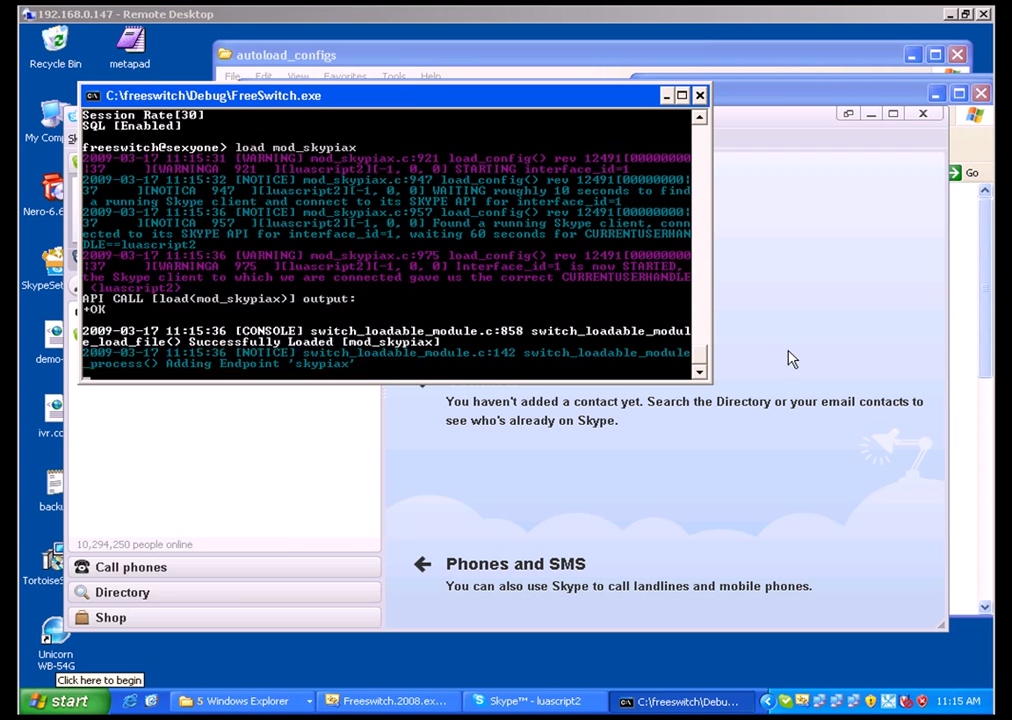 192.168.0.147 - Remote Desktop
Recycle Bin
metapad
autoload_configs
File Edit View Favorites Tools Help
C:\freeswitch\Debug\FreeSwitch.exe
Session Rate[30]
SQL [Enabled]
freeswitch@sexyone> load mod_skypiax
2009-03-17 11:15:31 [WARNING] mod_skypiax.c:921 load_config() rev 12491[00000000
!37 ][WARNINGA 921 ][luascript2][-1, 0, 0] STARTING interface_id=1
2009-03-17 11:15:32 [NOTICE] mod_skypiax.c:947 load_config() rev 12491[00000000:
37 ][NOTICA 947 ][luascript2][-1, 0, 0] WAITING roughly 10 seconds to find
a running Skype client and connect to its SKYPE API for interface_id=1
2009-03-17 11:15:36 [NOTICE] mod_skypiax.c:957 load_config() rev 12491[00000000:
37 ][NOTICA 957 ][luascript2][-1, 0, 0] Found a running Skype client, conn
ected to its SKYPE API for interface_id=1, waiting 60 seconds for CURRENTUSERHAN
DLE==luascript2
2009-03-17 11:15:36 [WARNING] mod_skypiax.c:975 load_config() rev 12491[00000000
!37 ][WARNINGA 975 ][luascript2][-1, 0, 0] Interface_id=1 is now STARTED,
the Skype client to which we are connected gave us the correct CURRENTUSERHANDLE
(luascript2)
API CALL [load(mod_skypiax)] output:
+OK
2009-03-17 11:15:36 [CONSOLE] switch_loadable_module.c:858 switch_loadable_modul
e_load_file() Successfully Loaded [mod_skypiax]
2009-03-17 11:15:36 [NOTICE] switch_loadable_module.c:142 switch_loadable_module
_process() Adding Endpoint 'skypiax'
My Com
Nero-6.6
SkypeSet
demo-
ivr.co
back
TortoiseS
Unicorn
WB-54G
Go
You haven't added a contact yet. Search the Directory or your email contacts to
see who's already on Skype.
10,294,250 people online
Call phones
Directory
Shop
Phones and SMS
You can also use Skype to call landlines and mobile phones.
Click here to begin
start
5 Windows Explorer
Freeswitch.2008.ex...
Skype™ - luascript2
C:\freeswitch\Debu...
11:15 AM